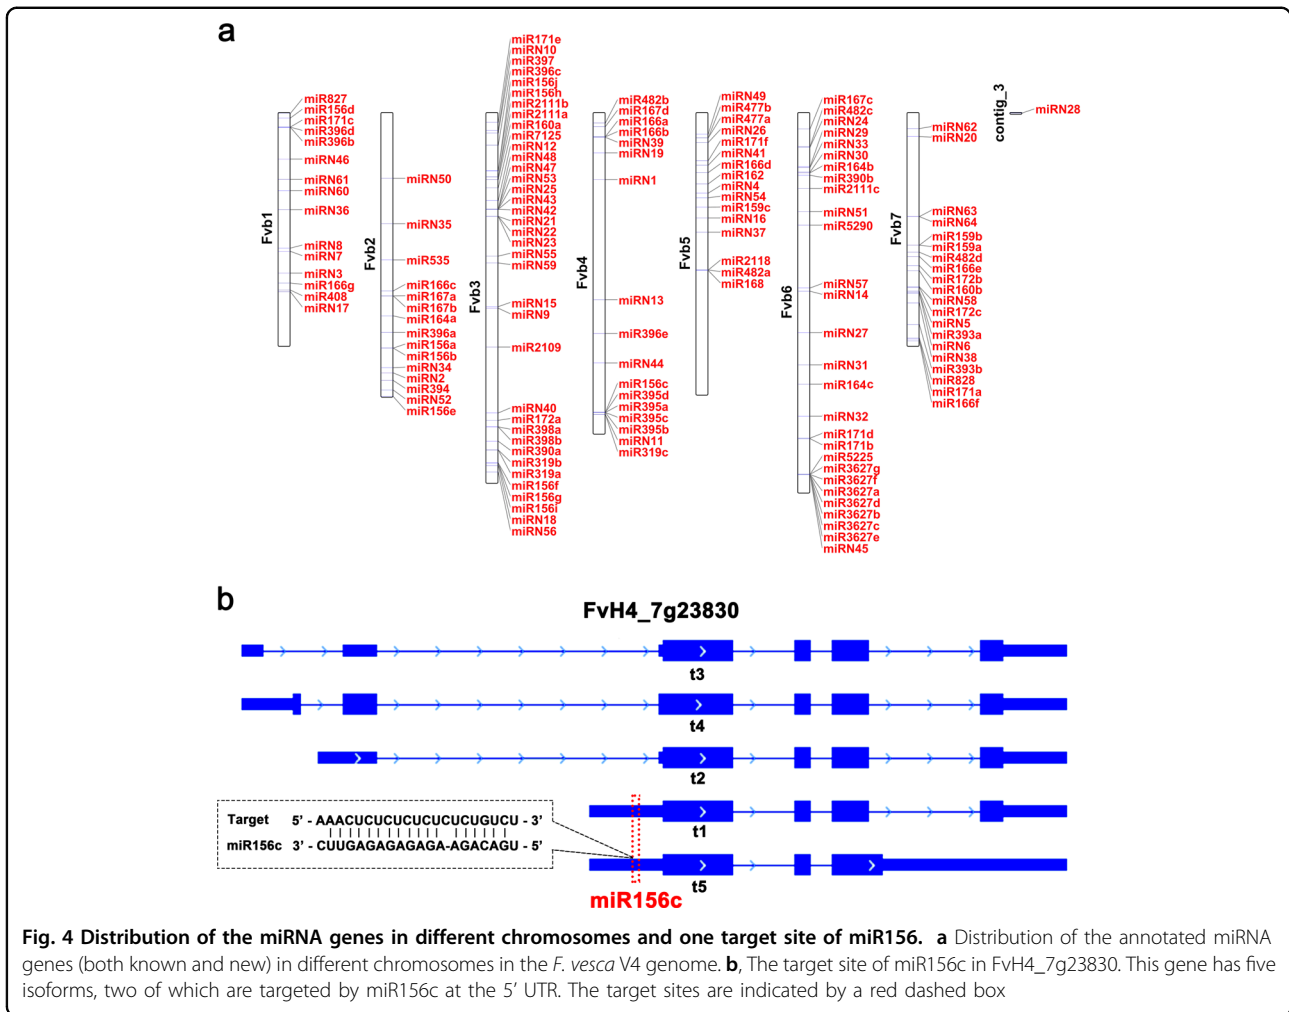 a
miR827
miR156d
miR171c
miR396d
miR396b
miRN46
miRN61
miRN60
miRN36
miRN8
miRN7
miRN3
miR166g
miR408
miRN17
Fvb1
miRN50
miRN35
miR535
miR166c
miR167a
miR167b
miR164a
miR396a
miR156a
miR156b
miRN34
miRN2
miR394
miRN52
miR156e
Fvb2
miR171e
miRN10
miR397
miR396c
miR156j
miR156h
miR2111b
miR2111a
miR160a
miR7125
miRN12
miRN48
miRN47
miRN53
miRN25
miRN43
miRN42
miRN21
miRN22
miRN23
miRN55
miRN59
miRN15
miRN9
miR2109
miRN40
miR172a
miR398a
miR398b
miR390a
miR319b
miR319a
miR156f
miR156g
miR156i
miRN18
miRN56
Fvb3
miR482b
miR167d
miR166a
miR166b
miRN39
miRN19
miRN1
miRN13
miR396e
miRN44
miR156c
miR395d
miR395a
miR395c
miR395b
miRN11
miR319c
Fvb4
miRN49
miR477b
miR477a
miRN26
miR171f
miRN41
miR166d
miR162
miRN4
miRN54
miR159c
miRN16
miRN37
miR2118
miR482a
miR168
Fvb5
miR167c
miR482c
miRN24
miRN29
miRN33
miRN30
miR164b
miR390b
miR2111c
miRN51
miR5290
miRN57
miRN14
miRN27
miRN31
miR164c
miRN32
miR171d
miR171b
miR5225
miR3627g
miR3627f
miR3627a
miR3627d
miR3627b
miR3627c
miR3627e
miRN45
Fvb6
miRN62
miRN20
miRN63
miRN64
miR159b
miR159a
miR482d
miR166e
miR172b
miR160b
miRN58
miR172c
miRN5
miR393a
miRN6
miRN38
miR393b
miR828
miR171a
miR166f
Fvb7
miRN28
contig_3
b
FvH4_7g23830
t3
t4
t2
t1
t5
Target 5' - AAACUCUCUCUCUCUCUGUCU - 3'
miR156c 3' - CUUGAGAGAGAGA-AGACAGU - 5'
miR156c
Fig. 4 Distribution of the miRNA genes in different chromosomes and one target site of miR156. a Distribution of the annotated miRNA
genes (both known and new) in different chromosomes in the F. vesca V4 genome. b, The target site of miR156c in FvH4_7g23830. This gene has five
isoforms, two of which are targeted by miR156c at the 5' UTR. The target sites are indicated by a red dashed box